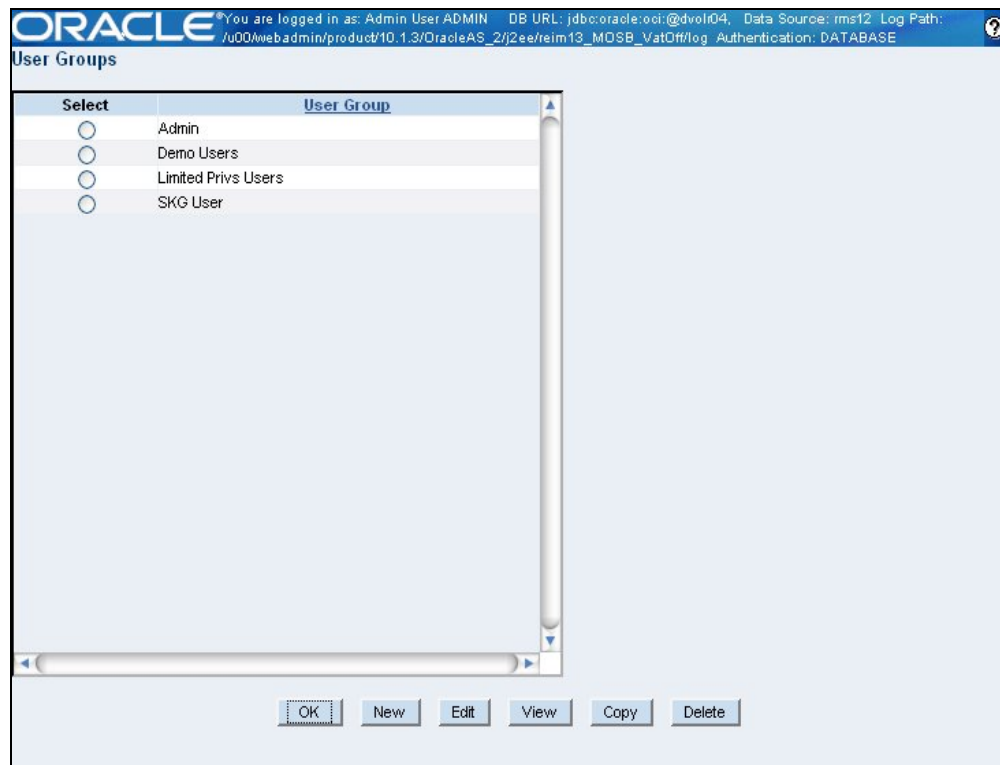 ORACLE®
You are logged in as: Admin User ADMIN DB URL: jdbc:oracle:oci:@dvolr04, Data Source: rms12 Log Path:
/u00/webadmin/product/10.1.3/OracleAS_2/j2ee/reim13_MOSB_VatOff/log Authentication: DATABASE
?
User Groups
Select User Group
Admin
Demo Users
Limited Privs Users
SKG User
OK New Edit View Copy Delete